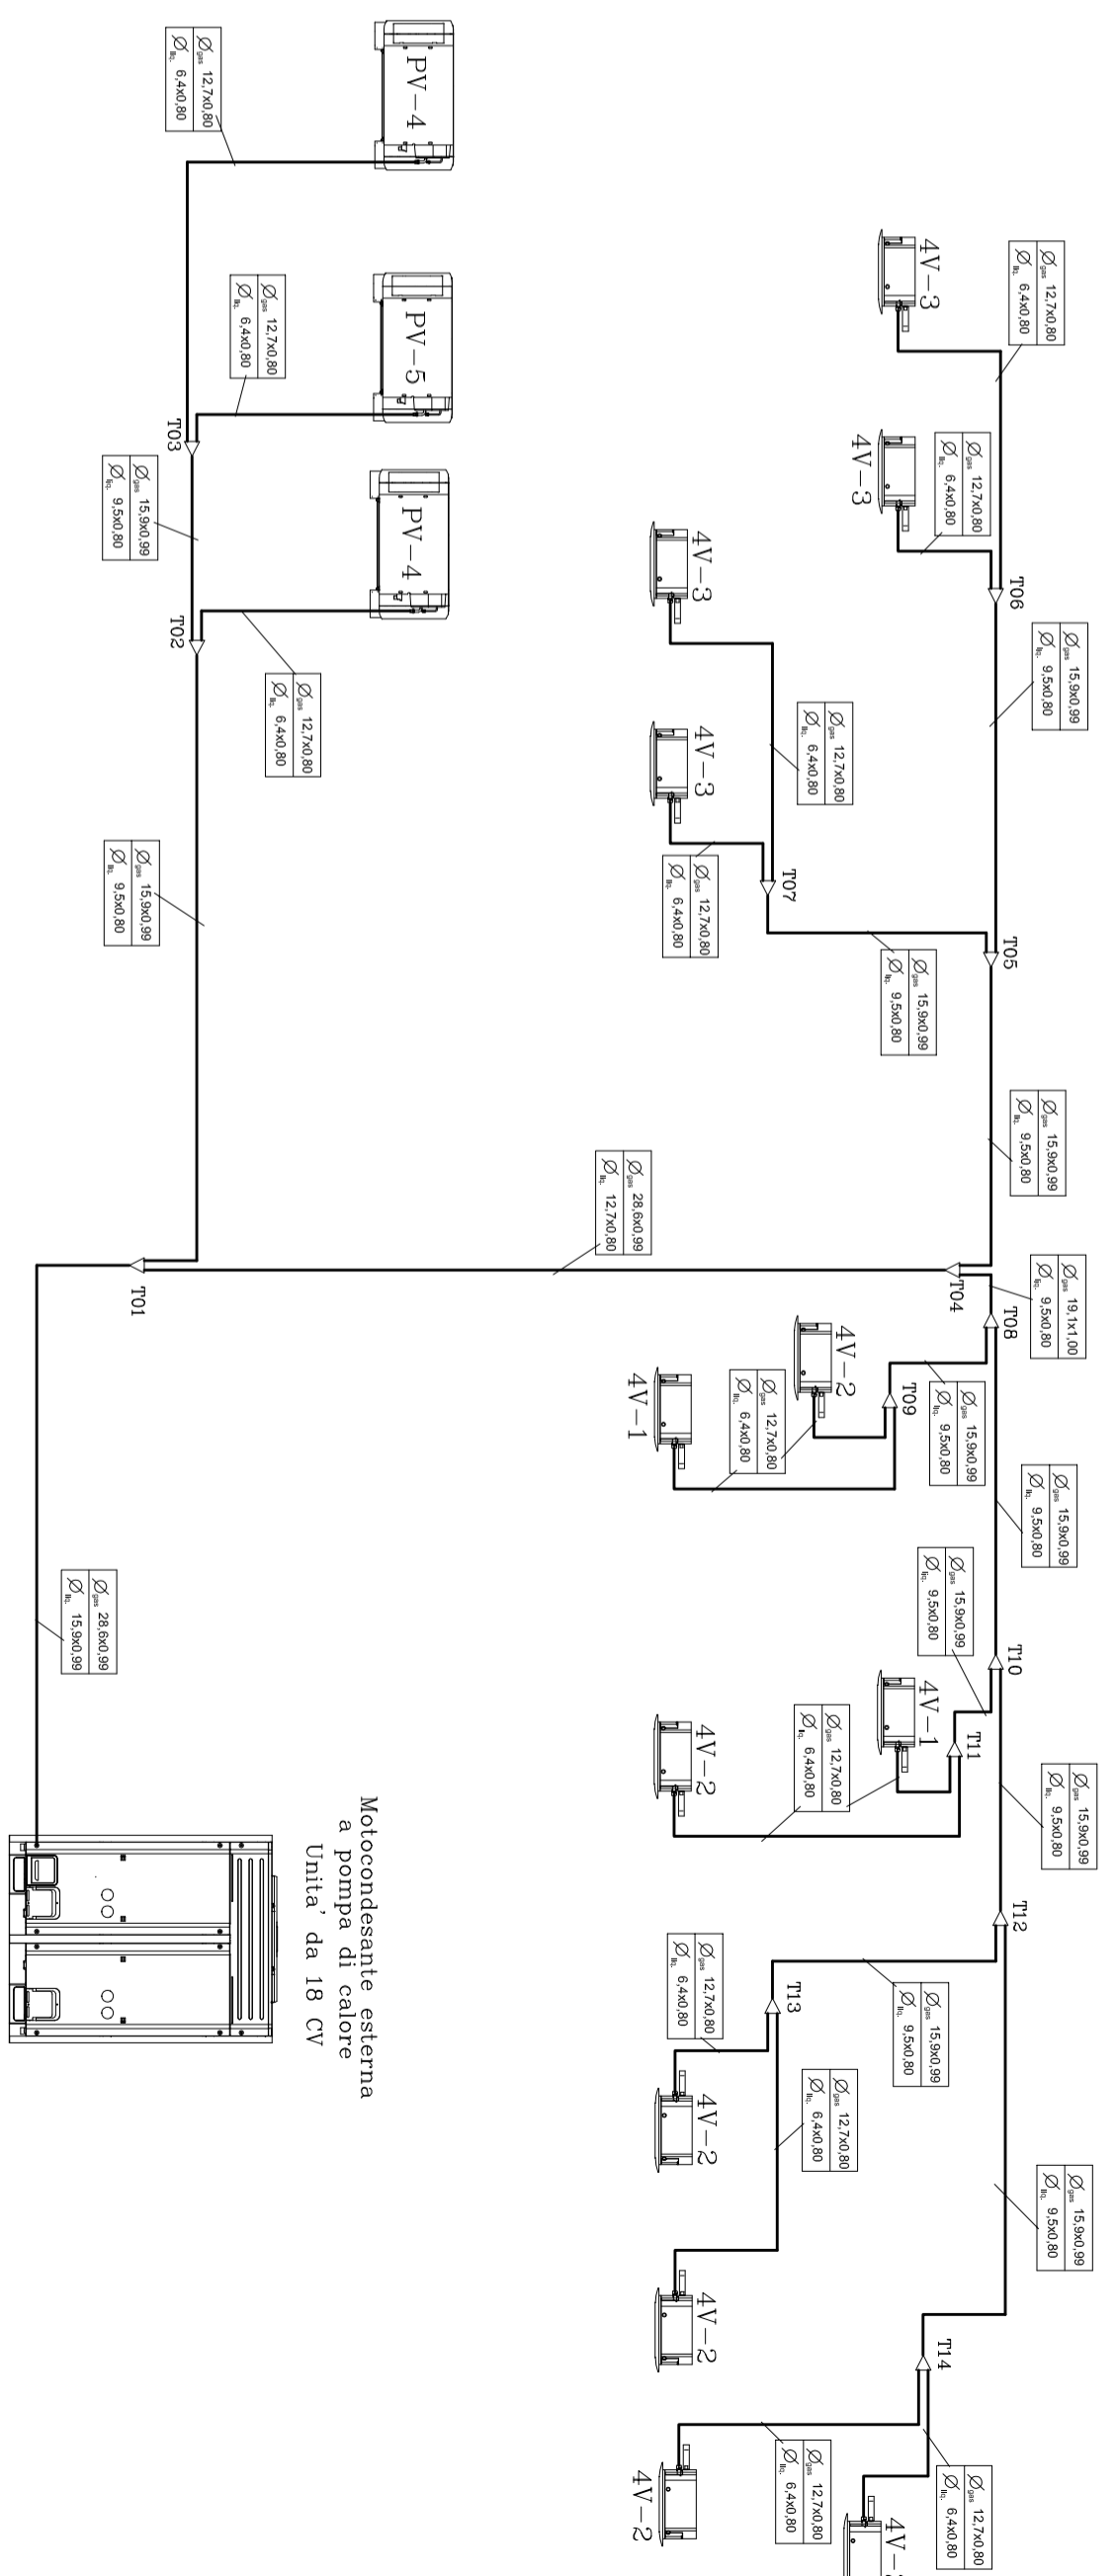 PV-4
Ø gas 12,7x0,80
Ø liq. 6,4x0,80
PV-5
Ø gas 12,7x0,80
Ø liq. 6,4x0,80
T03
Ø gas 15,9x0,99
Ø liq. 9,5x0,80
PV-4
T02
Ø gas 12,7x0,80
Ø liq. 6,4x0,80
Ø gas 15,9x0,99
Ø liq. 9,5x0,80
4V-3
Ø gas 12,7x0,80
Ø liq. 6,4x0,80
4V-3
Ø gas 12,7x0,80
Ø liq. 6,4x0,80
T06
Ø gas 15,9x0,99
Ø liq. 9,5x0,80
4V-3
4V-3
Ø gas 12,7x0,80
Ø liq. 6,4x0,80
Ø gas 12,7x0,80
Ø liq. 6,4x0,80
T07
T05
Ø gas 15,9x0,99
Ø liq. 9,5x0,80
Ø gas 15,9x0,99
Ø liq. 9,5x0,80
Ø gas 28,6x0,99
Ø liq. 12,7x0,80
T01
T04
Ø gas 19,1x1,00
Ø liq. 9,5x0,80
T08
4V-2
4V-1
Ø gas 12,7x0,80
Ø liq. 6,4x0,80
T09
Ø gas 15,9x0,99
Ø liq. 9,5x0,80
Ø gas 15,9x0,99
Ø liq. 9,5x0,80
Ø gas 15,9x0,99
Ø liq. 9,5x0,80
T10
4V-1
T11
4V-2
Ø gas 12,7x0,80
Ø liq. 6,4x0,80
Ø gas 15,9x0,99
Ø liq. 9,5x0,80
T12
Ø gas 28,6x0,99
Ø liq. 15,9x0,99
Motocondesante esterna
a pompa di calore
Unita' da 18 CV
Ø gas 12,7x0,80
Ø liq. 6,4x0,80
T13
Ø gas 15,9x0,99
Ø liq. 9,5x0,80
4V-2
Ø gas 12,7x0,80
Ø liq. 6,4x0,80
4V-2
Ø gas 15,9x0,99
Ø liq. 9,5x0,80
T14
4V-2
Ø gas 12,7x0,80
Ø liq. 6,4x0,80
Ø gas 12,7x0,80
Ø liq. 6,4x0,80